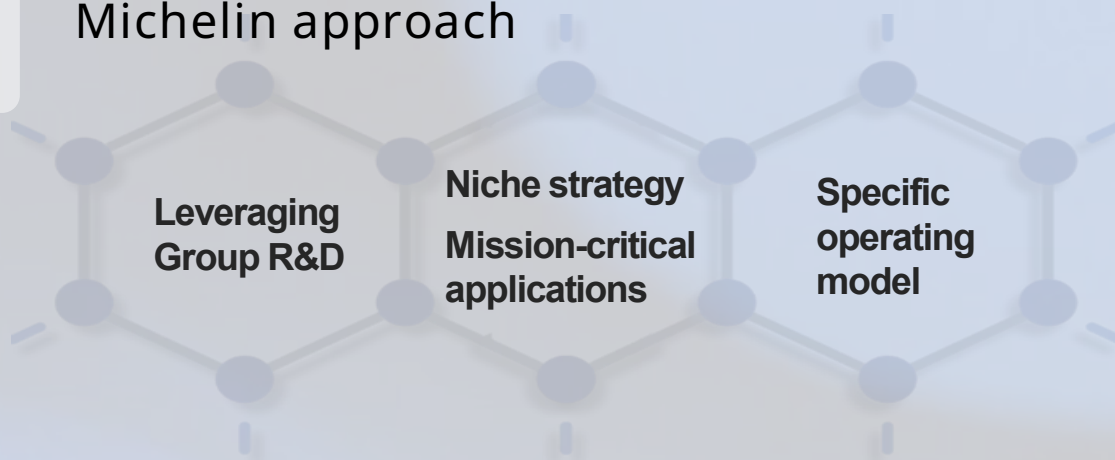 Michelin approach
Leveraging
Group R&D
Niche strategy
Mission-critical
applications
Specific
operating
model